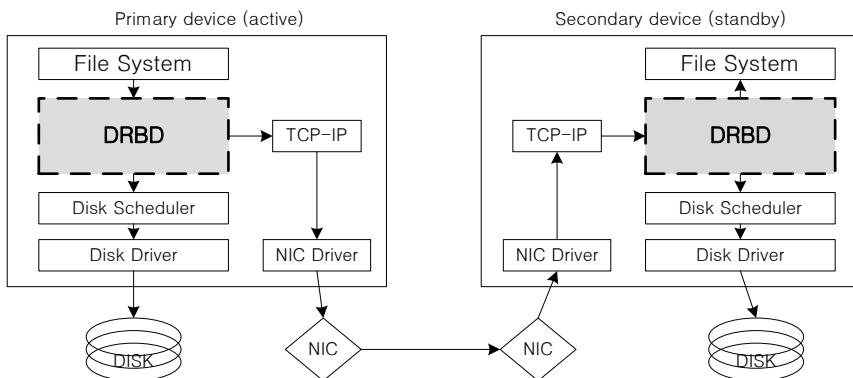 Primary device (active)
Secondary device (standby)
File System
File System
DRBD
TCP-IP
TCP-IP
DRBD
Disk Scheduler
Disk Scheduler
Disk Driver
NIC Driver
NIC Driver
Disk Driver
DISK
NIC
NIC
DISK